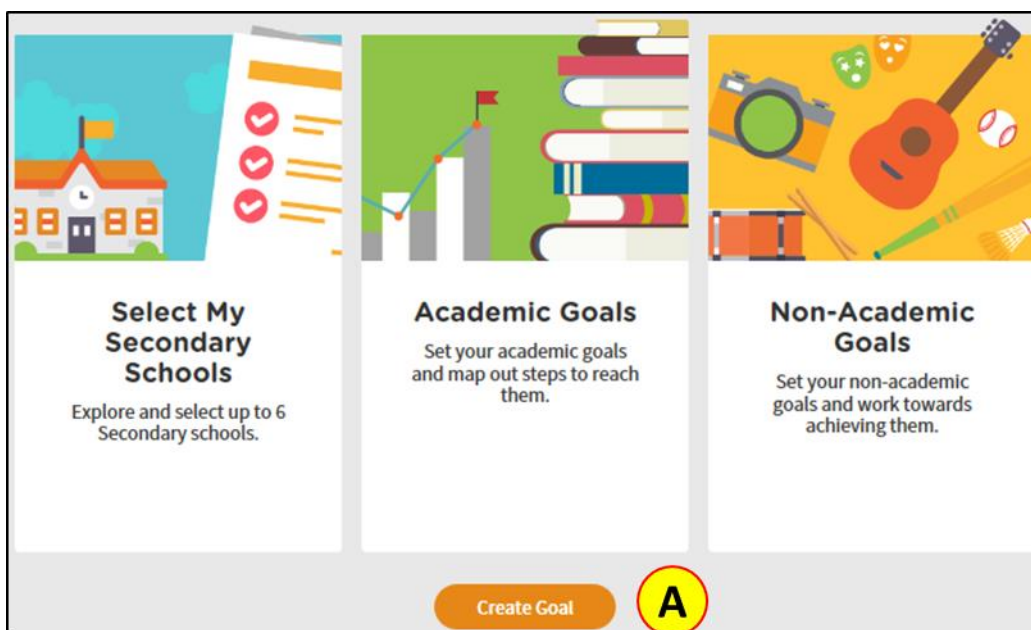 Select My
Secondary
Schools
Explore and select up to 6
Secondary schools.
Academic Goals
Set your academic goals
and map out steps to reach
them.
Non-Academic
Goals
Set your non-academic
goals and work towards
achieving them.
Create Goal
A